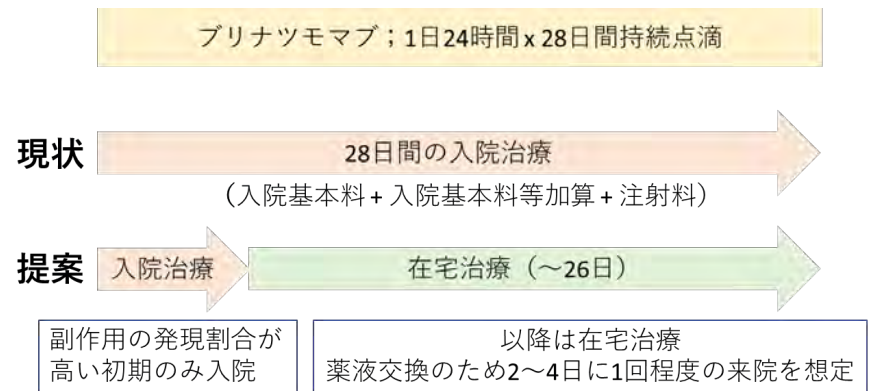 ブリナツモマブ；1日24時間 x 28日間持続点滴
現状
28日間の入院治療
（入院基本料 + 入院基本料等加算 + 注射料）
提案
入院治療
在宅治療（～26日）
副作用の発現割合が
高い初期のみ入院
以降は在宅治療
薬液交換のため2～4日に1回程度の来院を想定